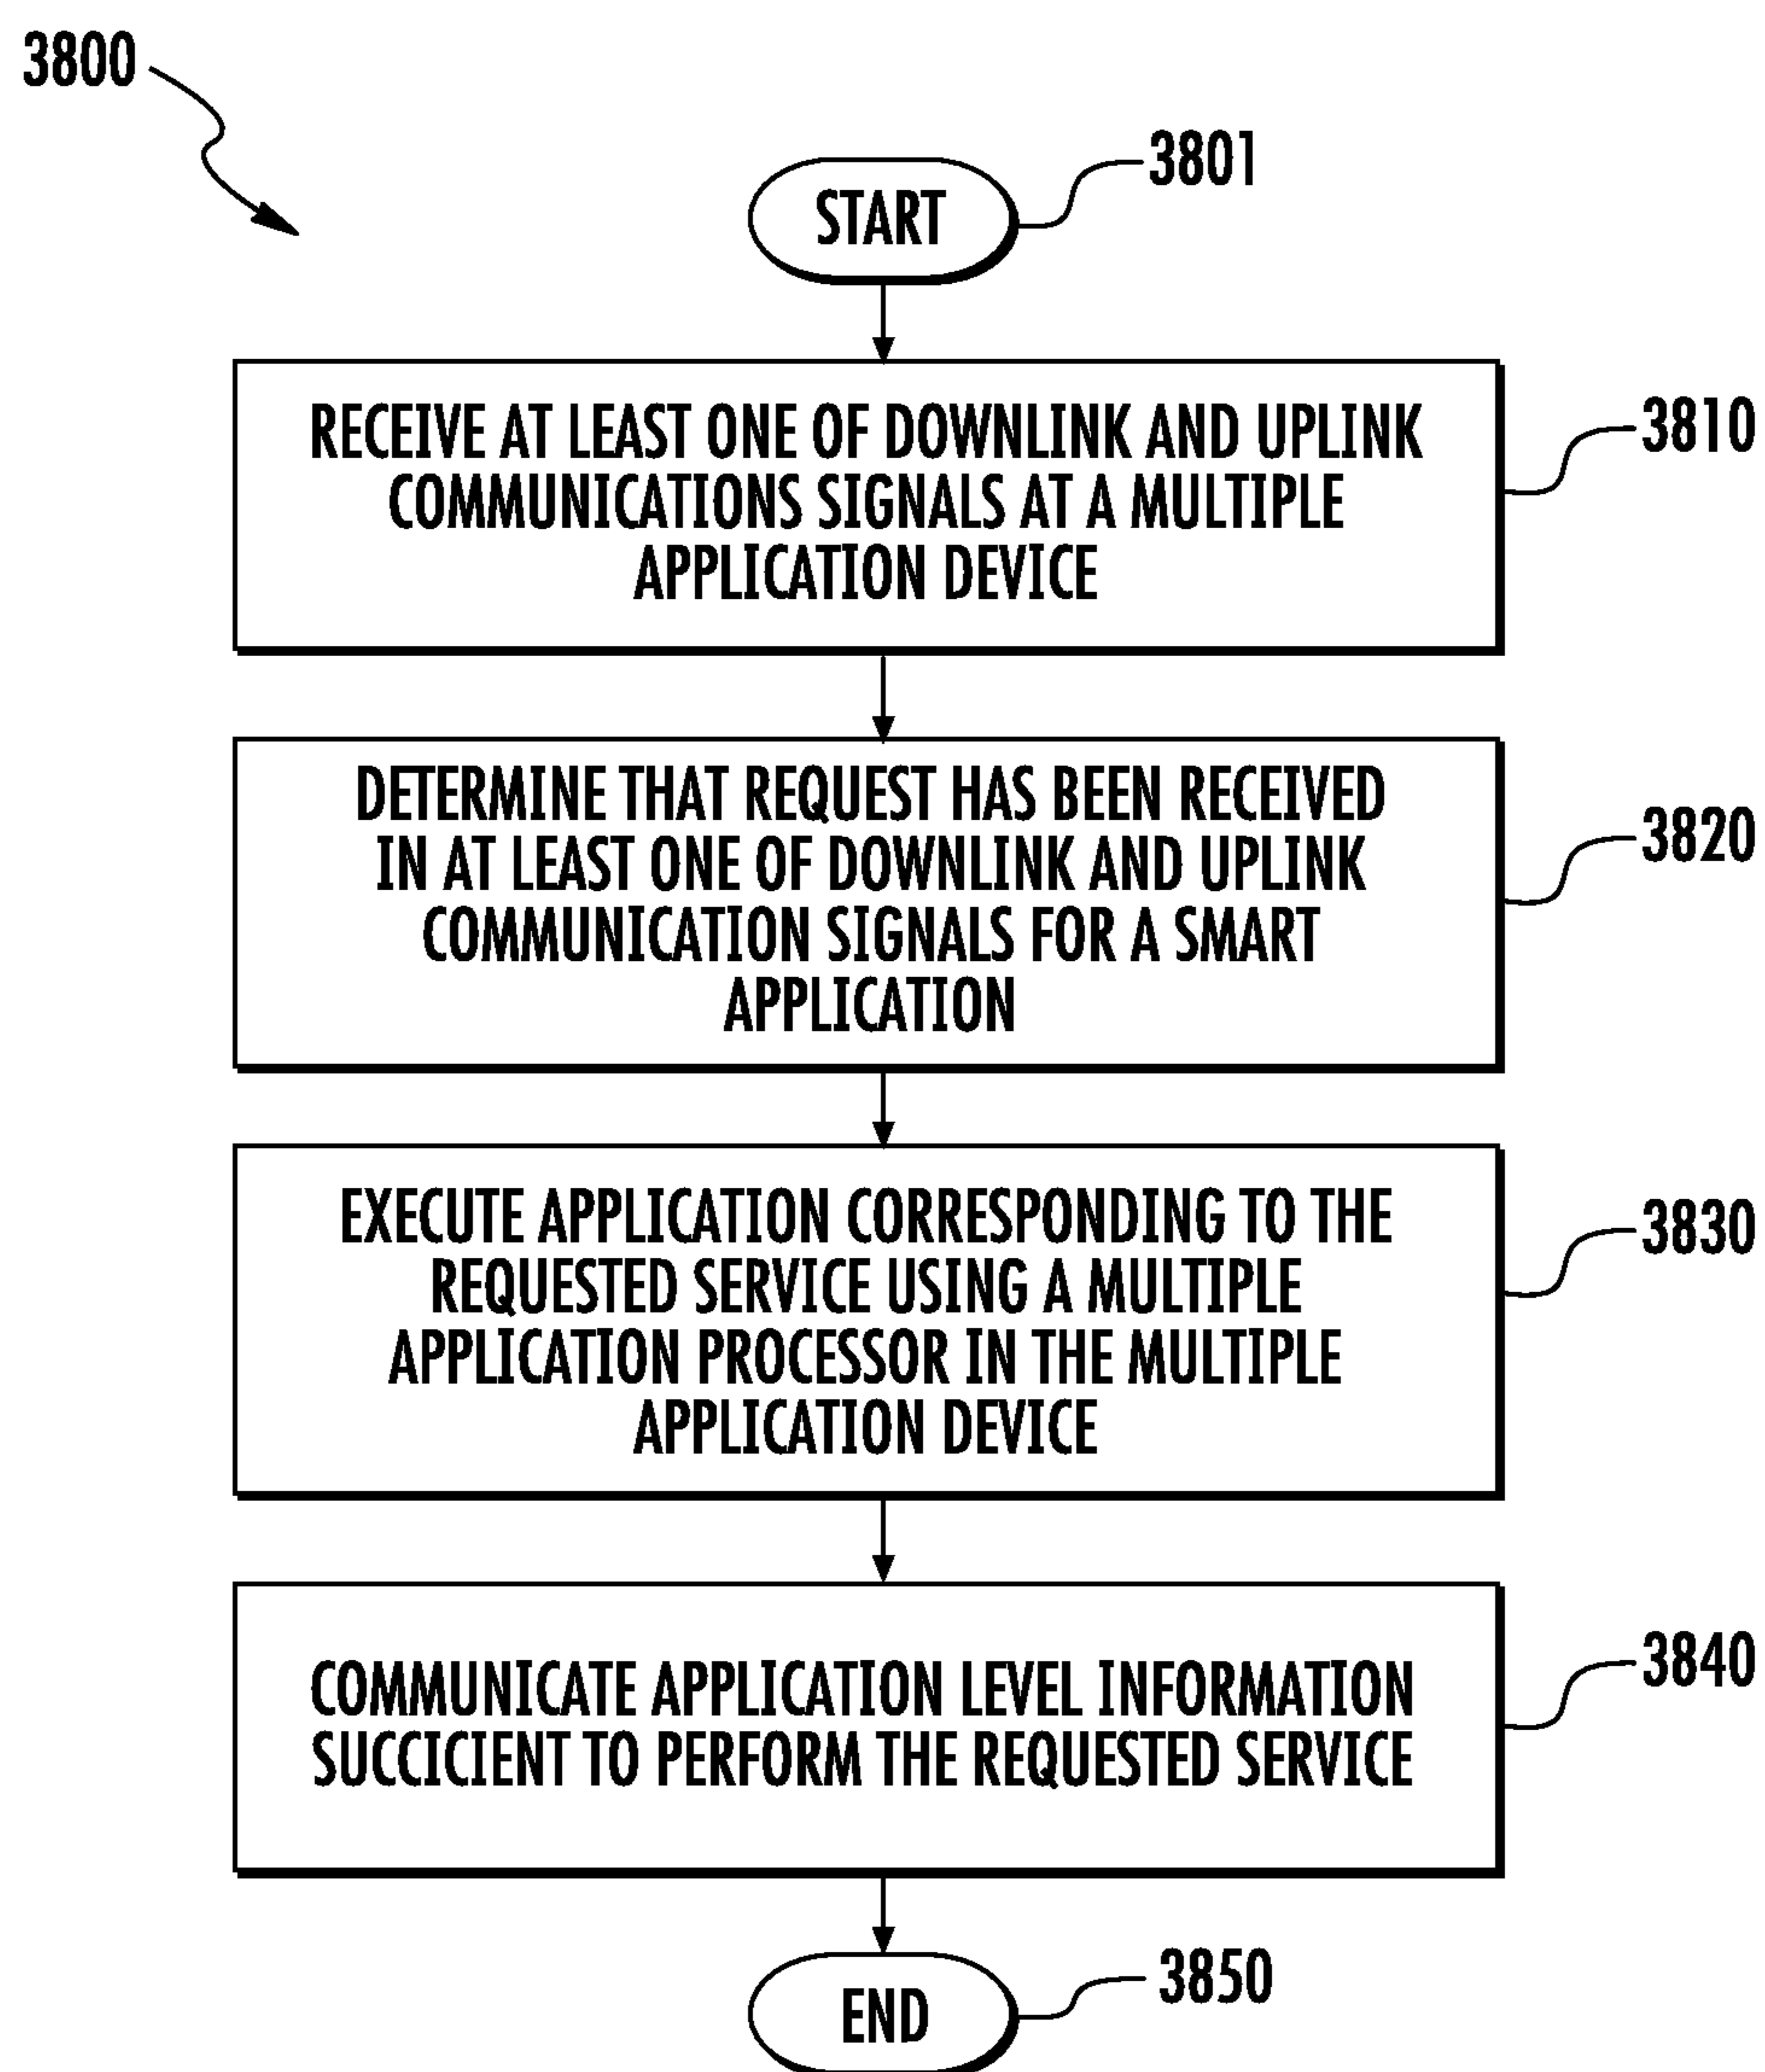 3800
START
3801
RECEIVE AT LEAST ONE OF DOWNLINK AND UPLINK
COMMUNICATIONS SIGNALS AT A MULTIPLE
APPLICATION DEVICE
3810
DETERMINE THAT REQUEST HAS BEEN RECEIVED
IN AT LEAST ONE OF DOWNLINK AND UPLINK
COMMUNICATION SIGNALS FOR A SMART
APPLICATION
3820
EXECUTE APPLICATION CORRESPONDING TO THE
REQUESTED SERVICE USING A MULTIPLE
APPLICATION PROCESSOR IN THE MULTIPLE
APPLICATION DEVICE
3830
COMMUNICATE APPLICATION LEVEL INFORMATION
SUCCICIENT TO PERFORM THE REQUESTED SERVICE
3840
END
3850